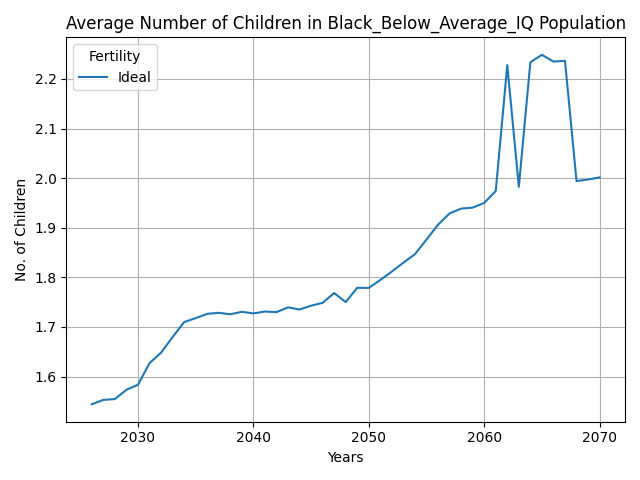 Average Number of Children in Black_Below_Average_IQ Population
Fertility
Ideal
No. of Children
2.2
2.1
2.0
1.9
1.8
1.7
1.6
2030 2040 2050 2060 2070
Years